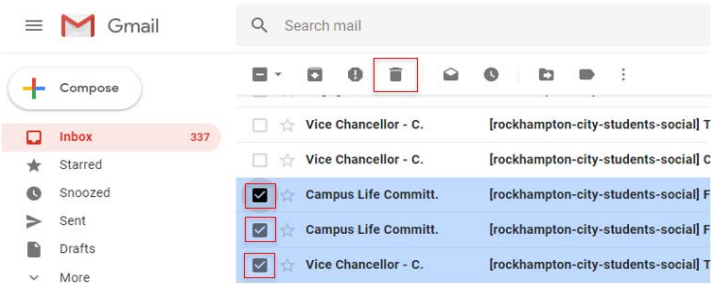 Gmail
Search mail
Compose
Inbox 337
Starred
Snoozed
Sent
Drafts
More
Vice Chancellor - C. [rockhampton-city-students-social] T
Vice Chancellor - C. [rockhampton-city-students-social] C
Campus Life Committ. [rockhampton-city-students-social] F
Campus Life Committ. [rockhampton-city-students-social] F
Vice Chancellor - C. [rockhampton-city-students-social] T